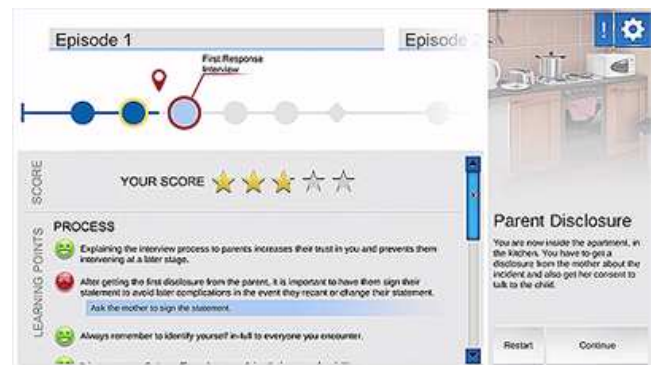 Episode 1
Episode
First Response
Interview
SCORE
YOUR SCORE
LEARNING POINTS
PROCESS
Explaining the interview process to parents increases their trust in you and prevents them
intervening at a later stage.
After getting the first disclosure from the parent, it is important to have them sign their
statement to avoid later complications in the event they recant or change their statement.
Ask the mother to sign the statement.
Always remember to identify yourself in-full to everyone you encounter.
!
Parent Disclosure
You are now inside the apartment, in
the kitchen. You have to get a
disclosure from the mother about the
incident and also get her consent to
talk to the child.
Restart
Continue